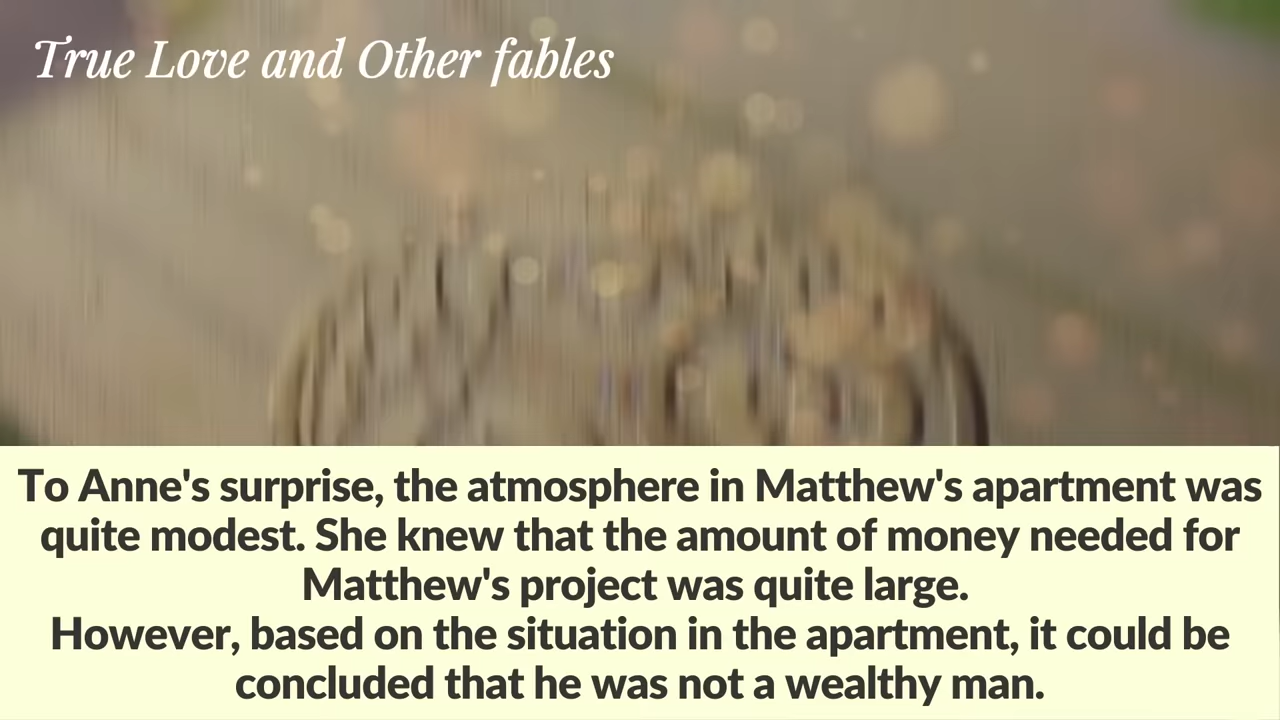 True Love and Other fables
To Anne's surprise, the atmosphere in Matthew's apartment was
quite modest. She knew that the amount of money needed for
Matthew's project was quite large.
However, based on the situation in the apartment, it could be
concluded that he was not a wealthy man.